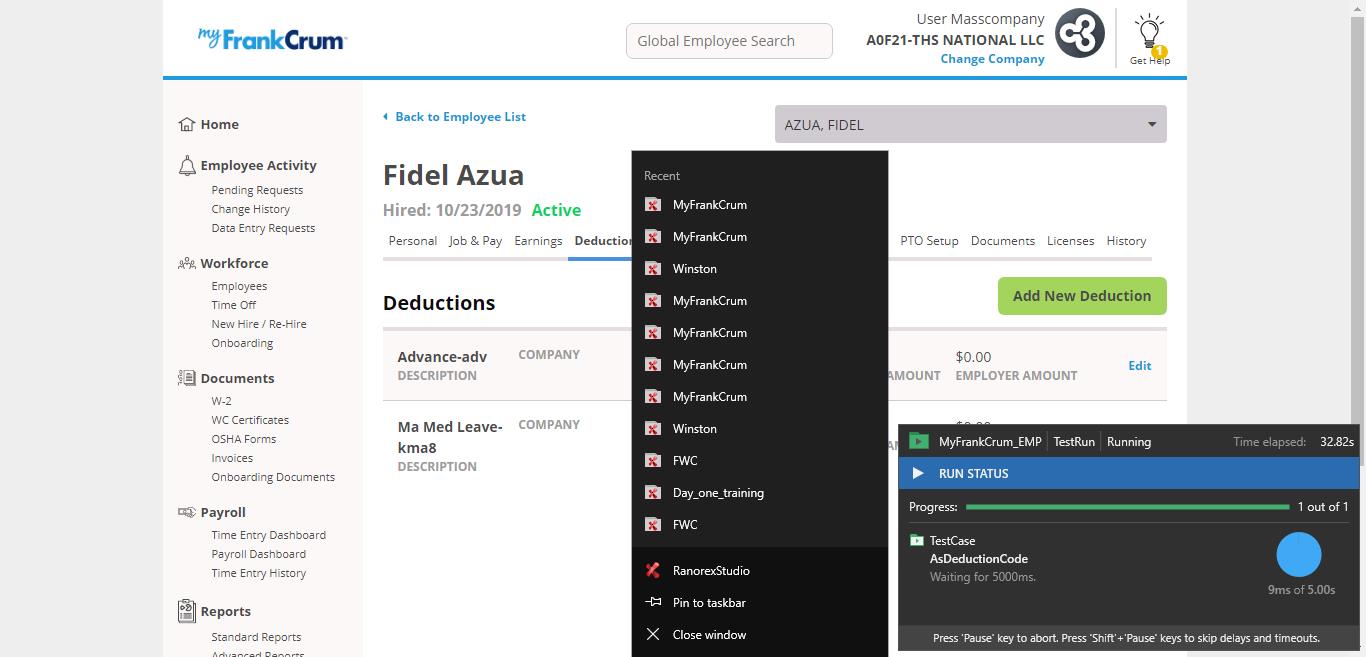 my FrankCrum
Global Employee Search
User Masscompany
A0F21-THS NATIONAL LLC
Change Company
1
Get Help
Home
Employee Activity
Pending Requests
Change History
Data Entry Requests
Workforce
Employees
Time Off
New Hire / Re-Hire
Onboarding
Documents
W-2
WC Certificates
OSHA Forms
Invoices
Onboarding Documents
Payroll
Time Entry Dashboard
Payroll Dashboard
Time Entry History
Reports
Standard Reports
Advanced Reports
Back to Employee List
AZUA, FIDEL
Fidel Azua
Hired: 10/23/2019 Active
Personal Job & Pay Earnings Deduction PTO Setup Documents Licenses History
Deductions
Add New Deduction
Advance-adv COMPANY $0.00
DESCRIPTION AMOUNT EMPLOYER AMOUNT
Edit
Ma Med Leave- COMPANY $0.00
kma8
DESCRIPTION
Recent
MyFrankCrum
MyFrankCrum
Winston
MyFrankCrum
MyFrankCrum
MyFrankCrum
MyFrankCrum
Winston
FWC
Day_one_training
FWC
RanorexStudio
Pin to taskbar
Close window
MyFrankCrum_EMP TestRun Running Time elapsed: 32.82s
RUN STATUS
Progress: 1 out of 1
TestCase
AsDeductionCode
Waiting for 5000ms.
9ms of 5.00s
Press 'Pause' key to abort. Press 'Shift'+'Pause' keys to skip delays and timeouts.